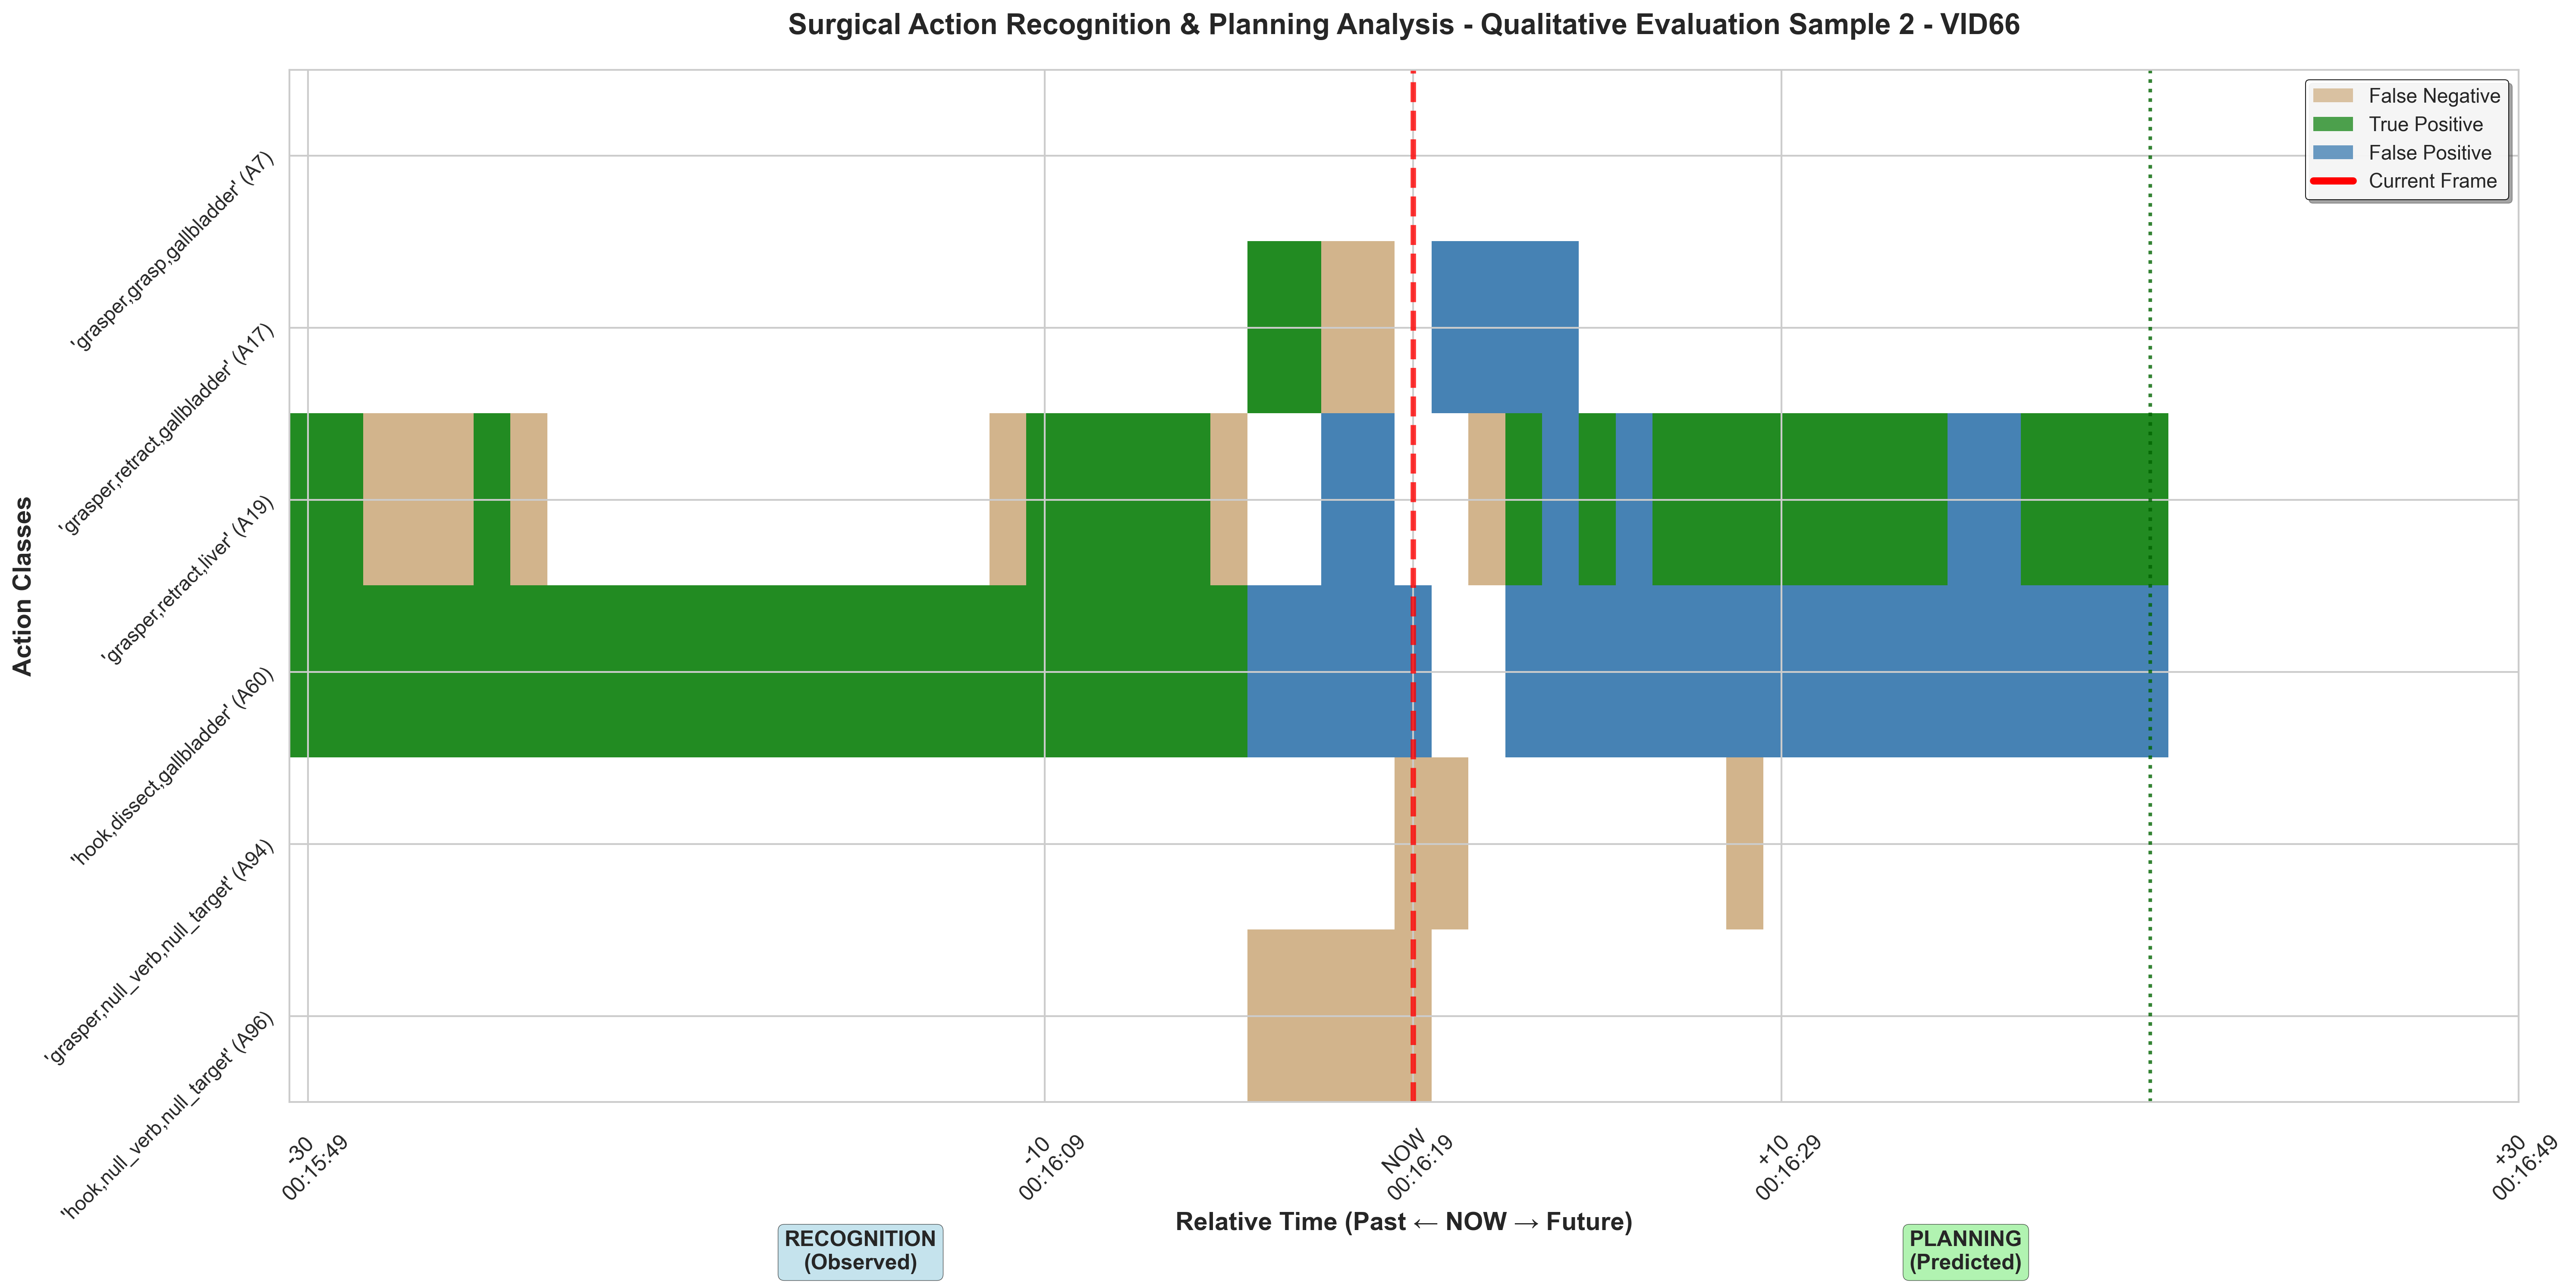 Surgical Action Recognition & Planning Analysis - Qualitative Evaluation Sample 2 - VID66
False Negative
True Positive
False Positive
Current Frame
Action Classes
'grasper,grasp,gallbladder' (A7)
'grasper,retract,gallbladder' (A17)
'grasper,retract,liver' (A19)
'hook,dissect,gallbladder' (A60)
'grasper,null_verb,null_target' (A94)
'hook,null_verb,null_target' (A96)
-30
00:15:49
-10
00:16:09
NOW
00:16:19
+10
00:16:29
+30
00:16:49
Relative Time (Past ← NOW → Future)
RECOGNITION
(Observed)
PLANNING
(Predicted)